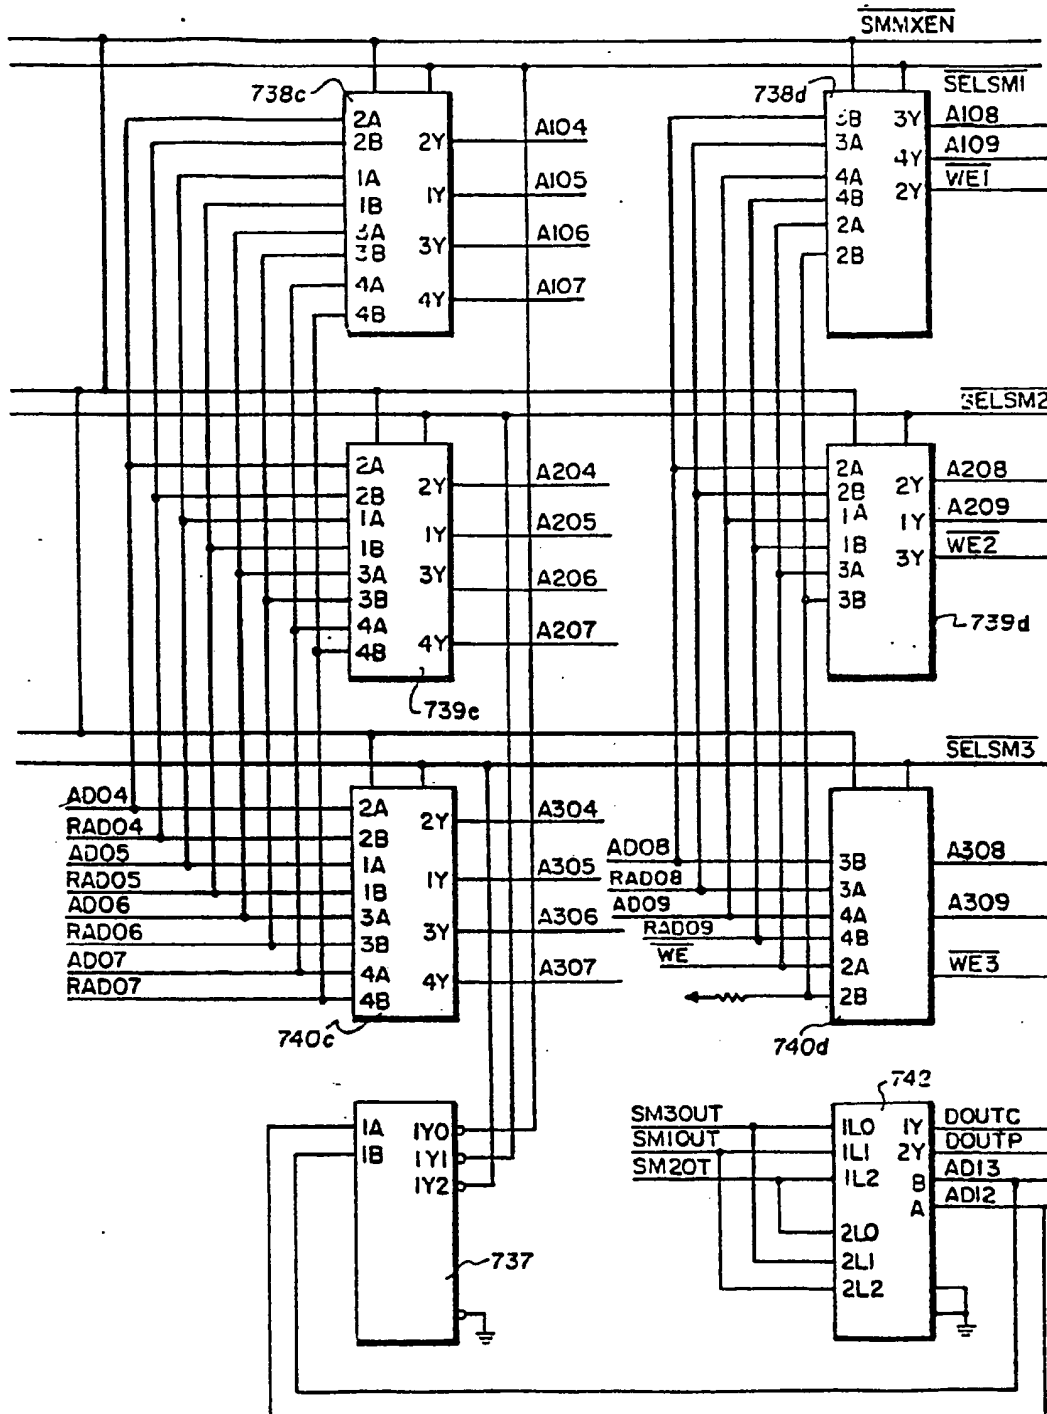 SMMXEN
738c
738d
SELSM1
2A
2B
1A
1B
3A
3B
4A
4B
2Y
1Y
3Y
4Y
A104
A105
A106
A107
3B
3A
4A
4B
2A
2B
3Y
4Y
2Y
A108
A109
WE1
SELSM2
2A
2B
1A
1B
3A
3B
4A
4B
2Y
1Y
3Y
4Y
A204
A205
A206
A207
739c
2A
2B
1A
1B
3A
3B
2Y
1Y
3Y
A208
A209
WE2
739d
SELSM3
AD04
RAD04
AD05
RAD05
AD06
RAD06
AD07
RAD07
2A
2B
1A
1B
3A
3B
4A
4B
2Y
1Y
3Y
4Y
A304
A305
A306
A307
740c
AD08
RAD08
AD09
RAD09
WE
3B
3A
4A
4B
2A
2B
A308
A309
WE3
740d
1A
1B
1Y0
1Y1
1Y2
737
742
SM3OUT
SM1OUT
SM2OT
1L0
1L1
1L2
2L0
2L1
2L2
1Y
2Y
B
A
DOUTC
DOUTP
AD13
AD12